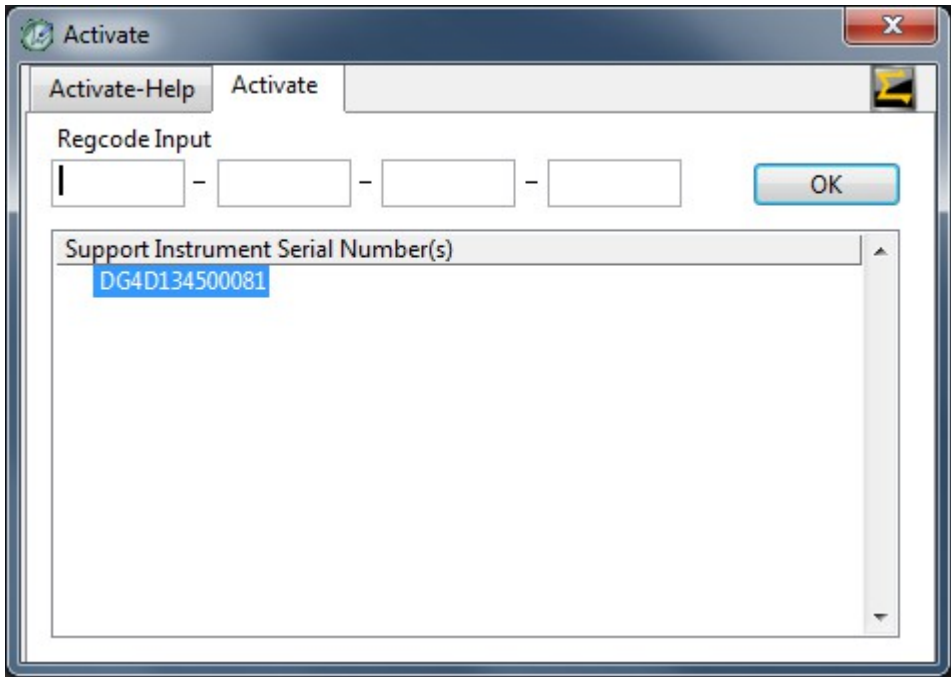 Activate
Activate-Help Activate
Regcode Input
– – – OK
Support Instrument Serial Number(s)
DG4D134500081